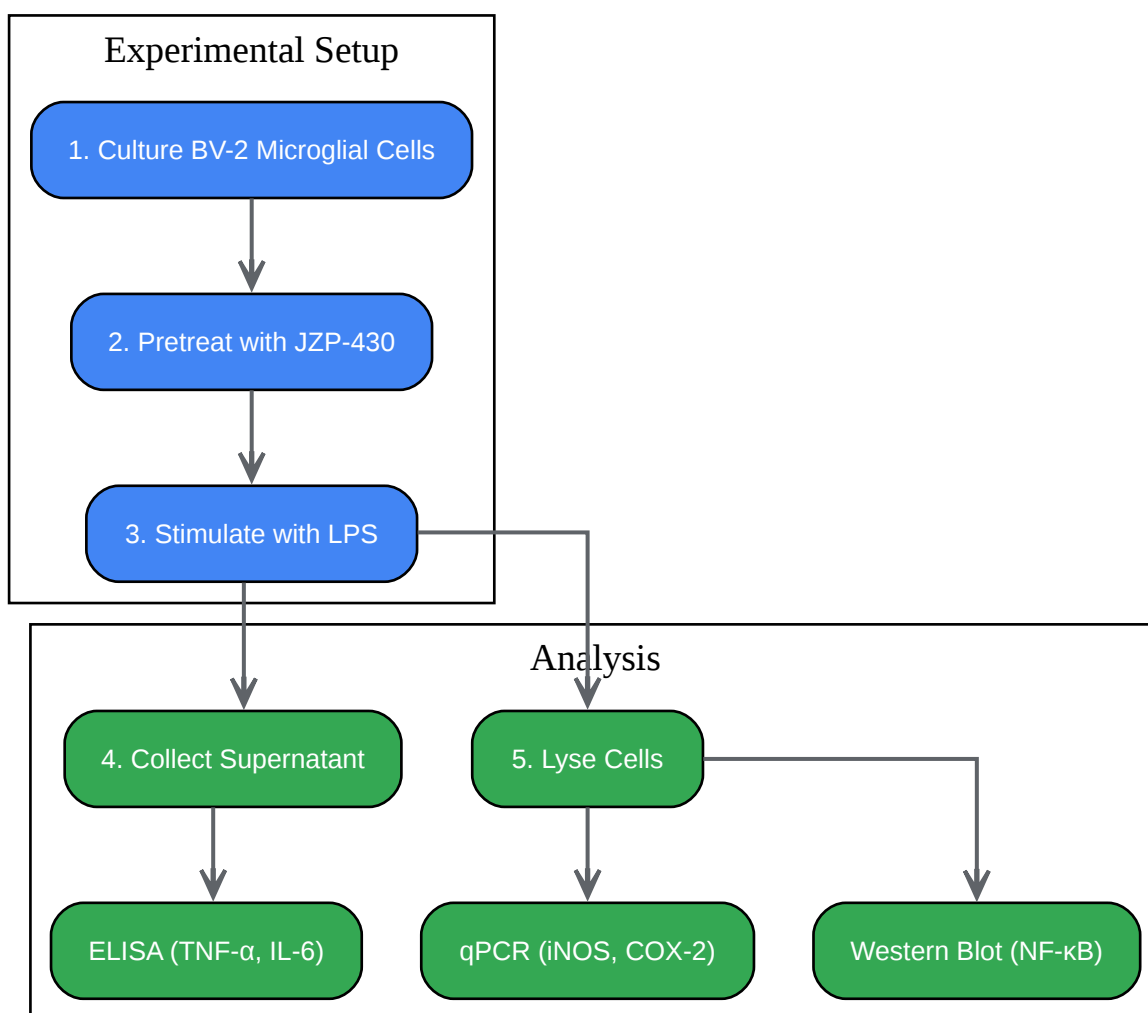 Experimental Setup
1. Culture BV-2 Microglial Cells
2. Pretreat with JZP-430
3. Stimulate with LPS
Analysis
4. Collect Supernatant
5. Lyse Cells
ELISA (TNF-α, IL-6)
qPCR (iNOS, COX-2)
Western Blot (NF-κB)